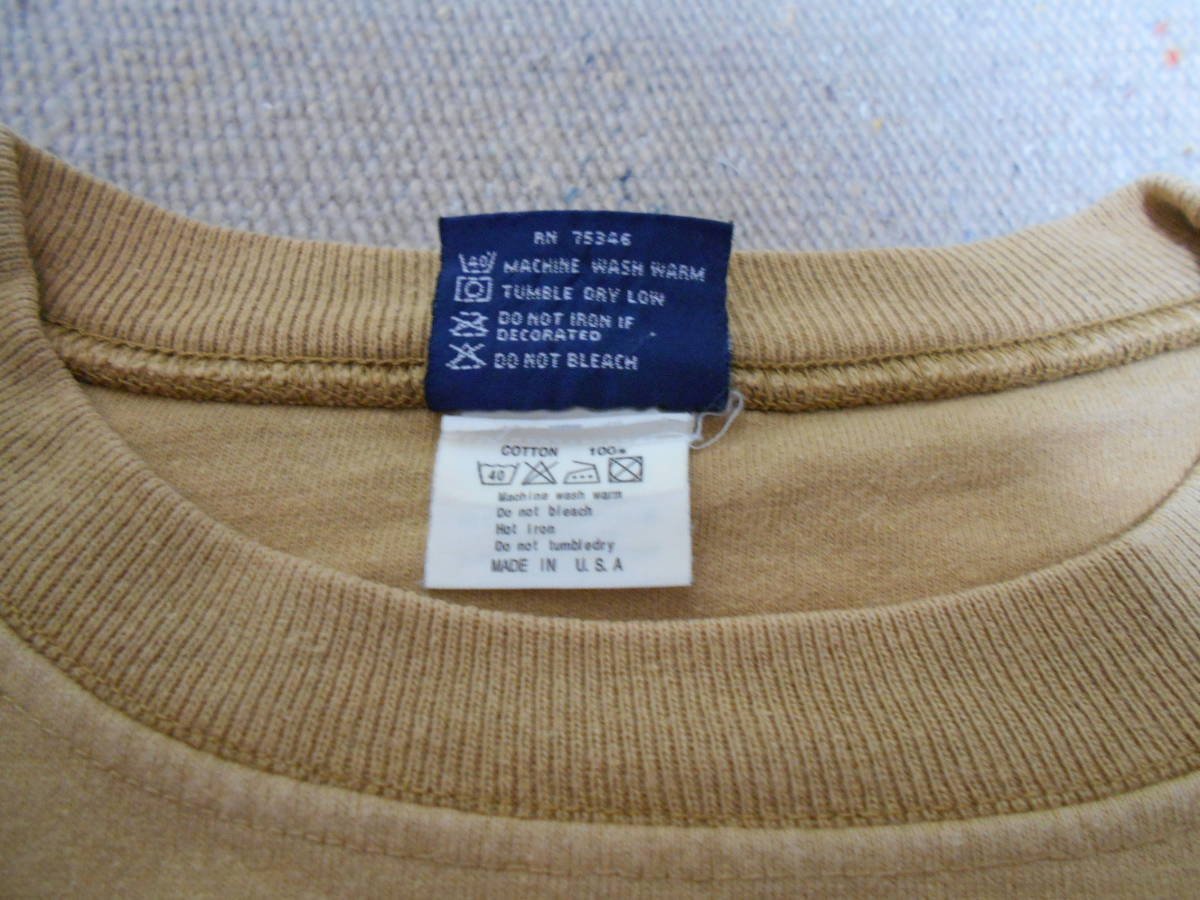 RN 75346
40 MACHINE WASH WARM
TUMBLE DRY LOW
DO NOT IRON IF
DECORATED
DO NOT BLEACH
COTTON 100%
40
Machine wash warm
Do not bleach
Hot iron
Do not tumbledry
MADE IN U.S.A